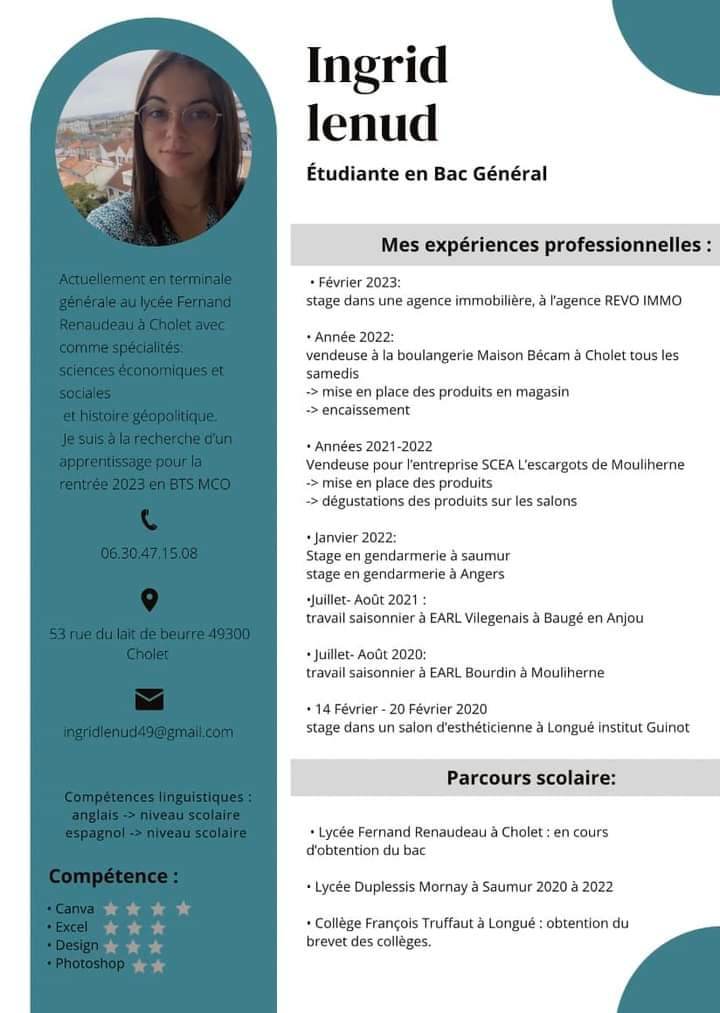 Ingrid
lenud
Étudiante en Bac Général
Actuellement en terminale
générale au lycée Fernand
Renaudeau à Cholet avec
comme spécialités:
sciences économiques et
sociales
et histoire géopolitique.
Je suis à la recherche d'un
apprentissage pour la
rentrée 2023 en BTS MCO
06.30.47.15.08
53 rue du lait de beurre 49300
Cholet
ingridlenud49@gmail.com
Compétences linguistiques :
anglais -> niveau scolaire
espagnol -> niveau scolaire
Compétence :
• Canva
• Excel
• Design
• Photoshop
Mes expériences professionnelles :
• Février 2023:
stage dans une agence immobilière, à l'agence REVO IMMO
• Année 2022:
vendeuse à la boulangerie Maison Bécam à Cholet tous les
samedis
-> mise en place des produits en magasin
-> encaissement
• Années 2021-2022
Vendeuse pour l'entreprise SCEA L'escargots de Mouliherne
-> mise en place des produits
-> dégustations des produits sur les salons
• Janvier 2022:
Stage en gendarmerie à saumur
stage en gendarmerie à Angers
•Juillet- Août 2021 :
travail saisonnier à EARL Vilegenais à Baugé en Anjou
• Juillet- Août 2020:
travail saisonnier à EARL Bourdin à Mouliherne
• 14 Février - 20 Février 2020
stage dans un salon d'esthéticienne à Longué institut Guinot
Parcours scolaire:
• Lycée Fernand Renaudeau à Cholet : en cours
d'obtention du bac
• Lycée Duplessis Mornay à Saumur 2020 à 2022
• Collège François Truffaut à Longué : obtention du
brevet des collèges.